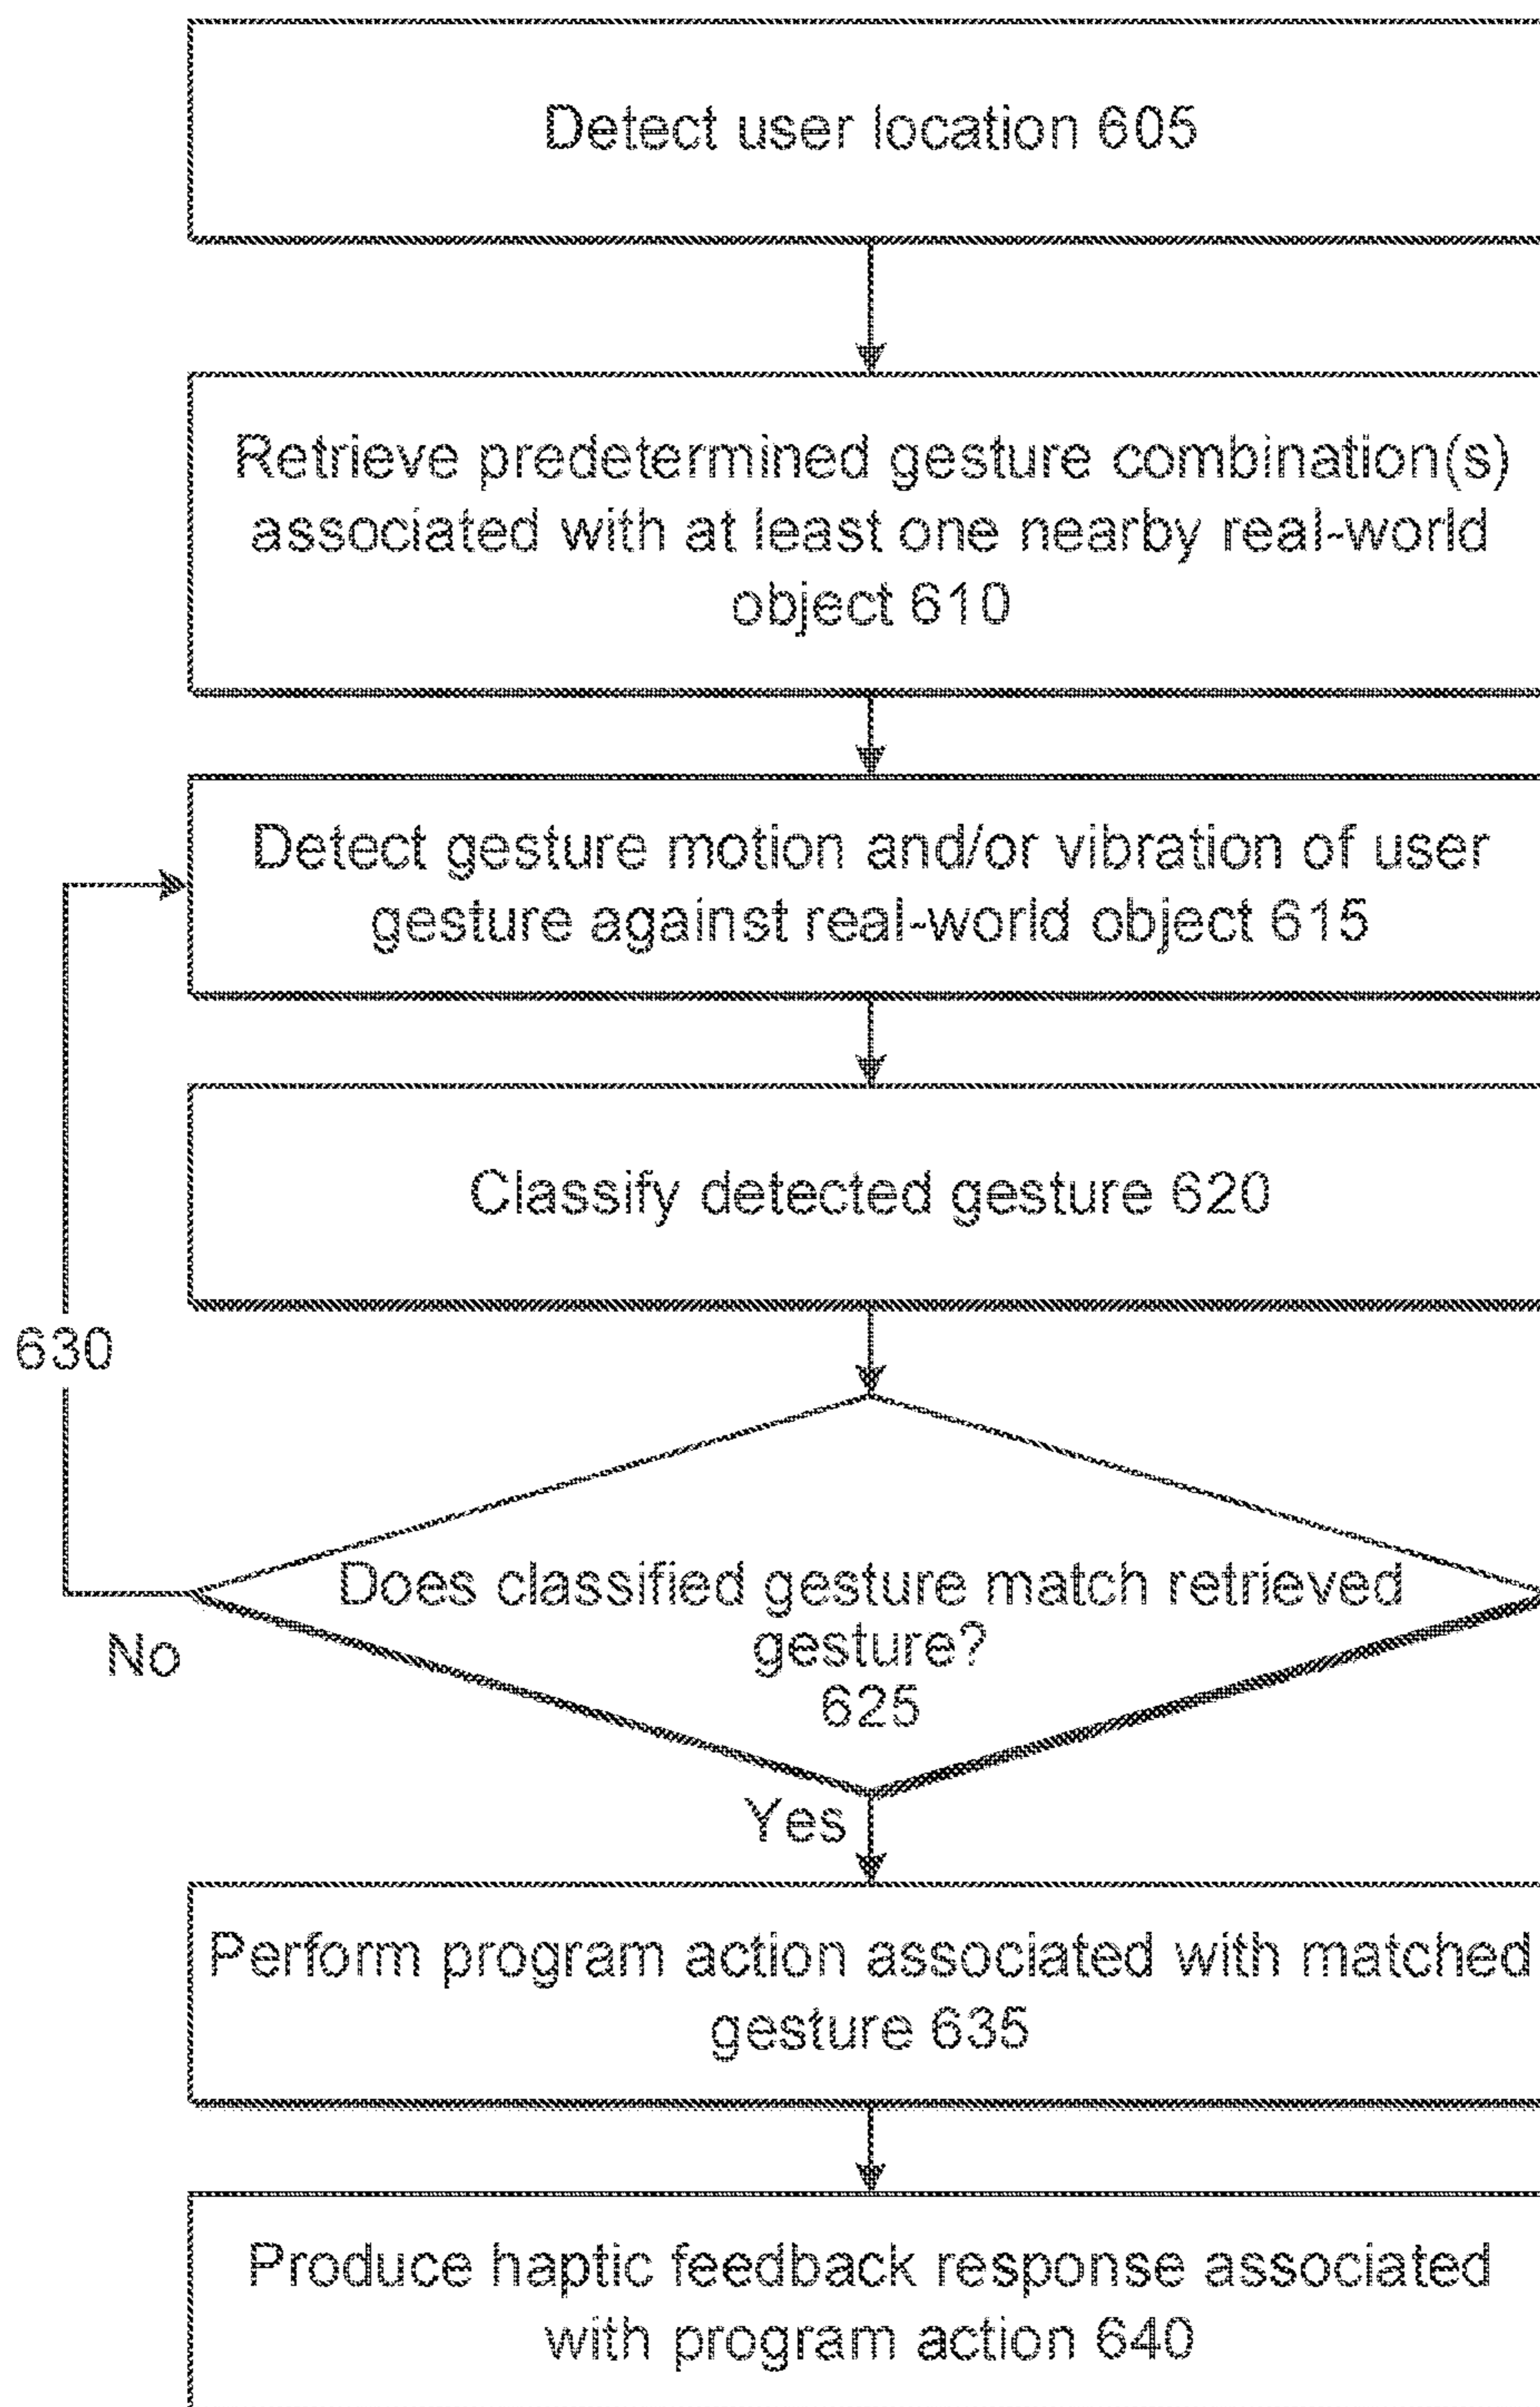 Detect user location 605
Retrieve predetermined gesture combination(s)
associated with at least one nearby real-world
object 610
Detect gesture motion and/or vibration of user
gesture against real-world object 615
Classify detected gesture 620
630
Does classified gesture match retrieved
gesture?
625
No
Yes
Perform program action associated with matched
gesture 635
Produce haptic feedback response associated
with program action 640